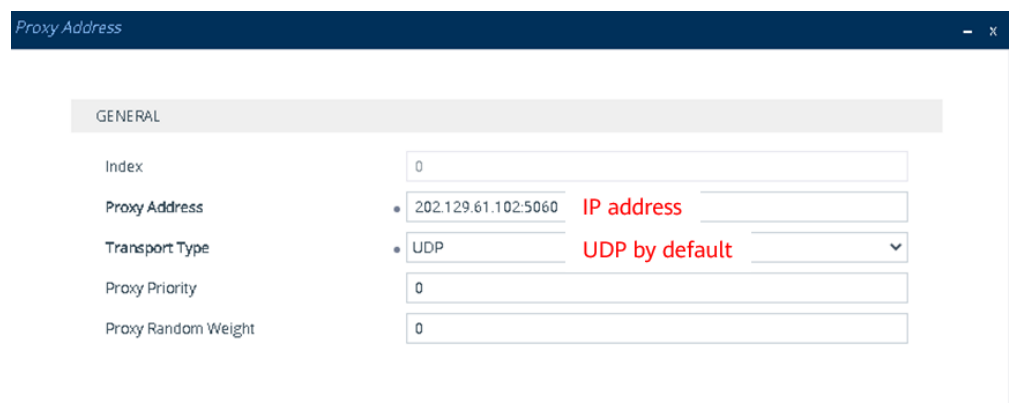 Proxy Address
– x
GENERAL
Index 0
Proxy Address 202.129.61.102:5060 IP address
Transport Type UDP UDP by default
Proxy Priority 0
Proxy Random Weight 0